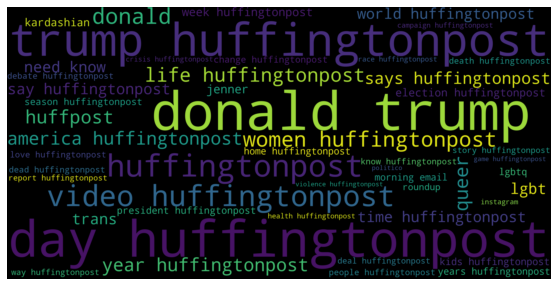 kardashian donald week huffingtonpost world huffingtonpost campaign huffingtonpost
trump huffingtonpost
need know crisis huffingtonpost change huffingtonpost race huffingtonpost death huffingtonpost
debate huffingtonpost life huffingtonpost says huffingtonpost
say huffingtonpost jenner election huffingtonpost
season huffingtonpost
huffpost donald trump
america huffingtonpost women huffingtonpost
love huffingtonpost home huffingtonpost know huffingtonpost story huffingtonpost game huffingtonpost
dead huffingtonpost huffingtonpost politico lgbtq
report huffingtonpost morning email
roundup queer lgbt
video huffingtonpost violence huffingtonpost
instagram
trans president huffingtonpost health huffingtonpost time huffingtonpost
day huffingtonpost
year huffingtonpost deal huffingtonpost kids huffingtonpost
way huffingtonpost people huffingtonpost years huffingtonpost